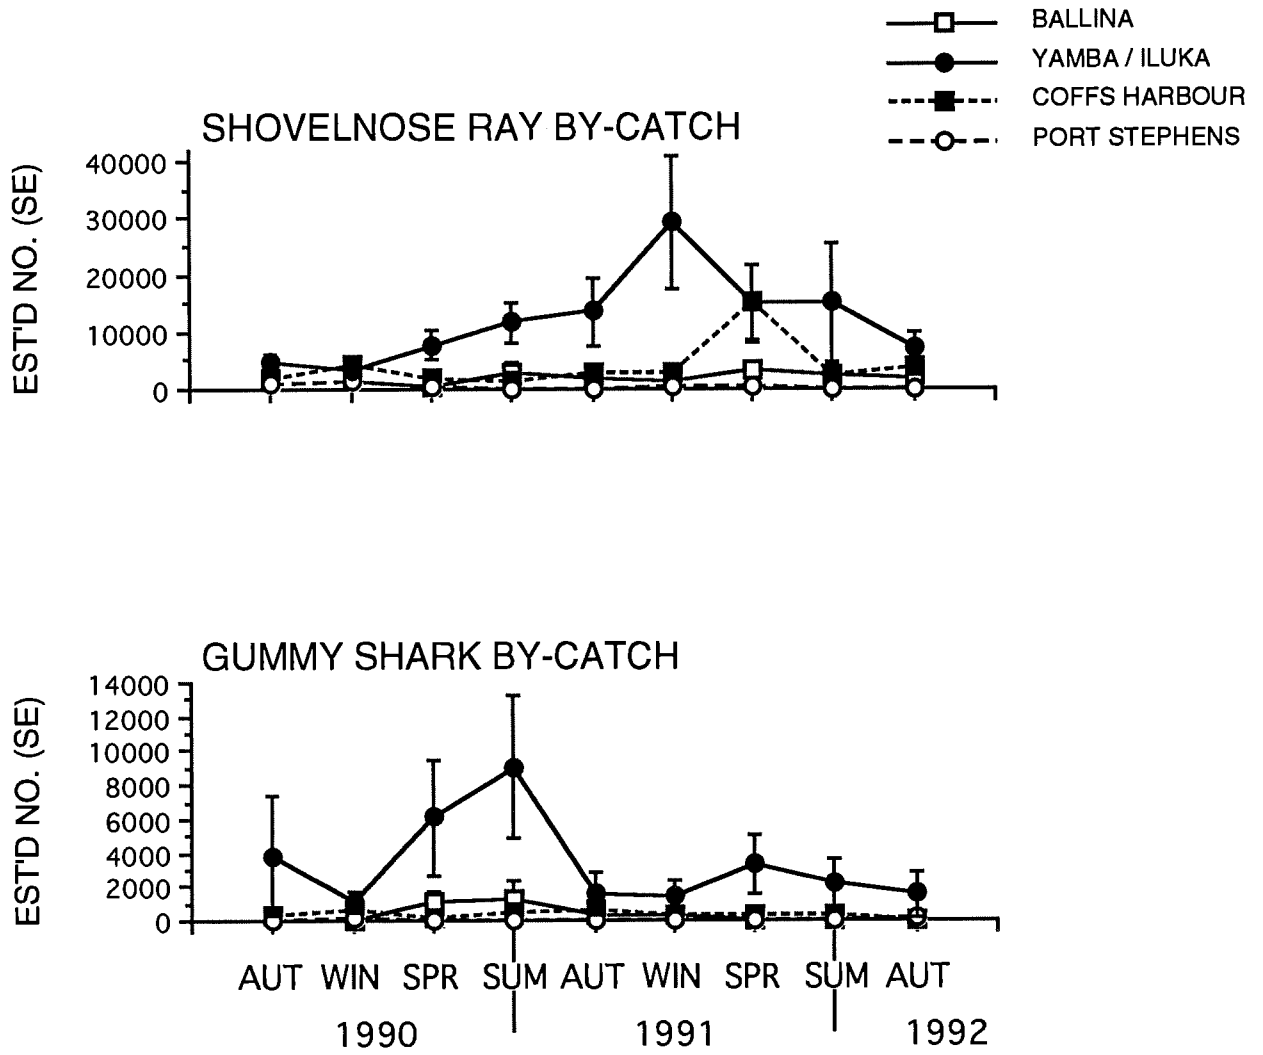 BALLINA
YAMBA / ILUKA
COFFS HARBOUR
PORT STEPHENS
SHOVELNOSE RAY BY-CATCH
EST'D NO. (SE)
40000
30000
20000
10000
0
GUMMY SHARK BY-CATCH
EST'D NO. (SE)
14000
12000
10000
8000
6000
4000
2000
0
AUT WIN SPR SUM AUT WIN SPR SUM AUT
1990 1991 1992